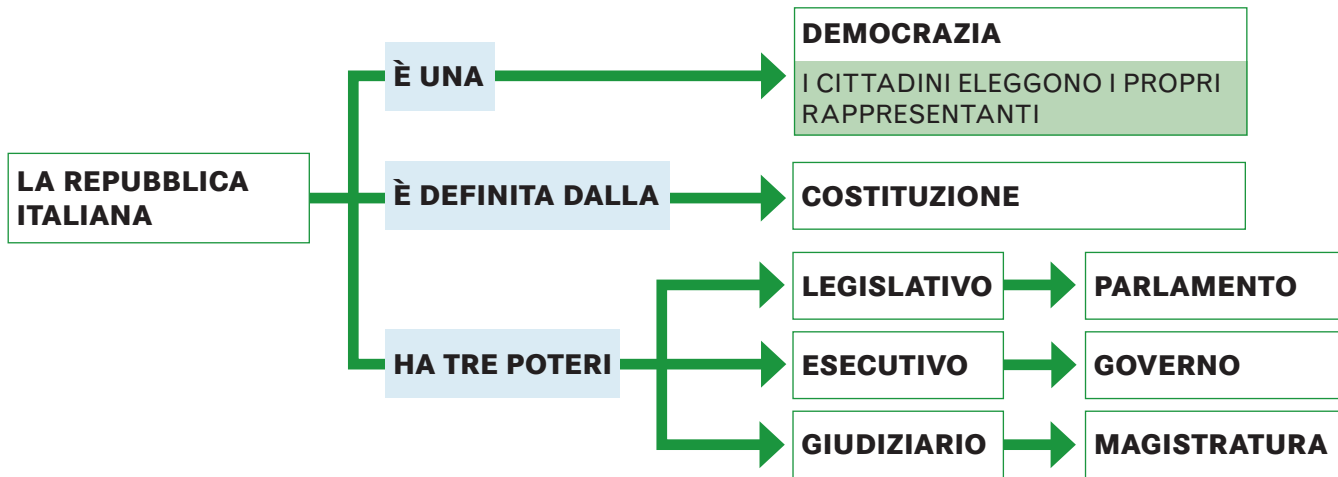 LA REPUBBLICA
ITALIANA
È UNA
DEMOCRAZIA
I CITTADINI ELEGGONO I PROPRI
RAPPRESENTANTI
È DEFINITA DALLA
COSTITUZIONE
HA TRE POTERI
LEGISLATIVO
PARLAMENTO
ESECUTIVO
GOVERNO
GIUDIZIARIO
MAGISTRATURA